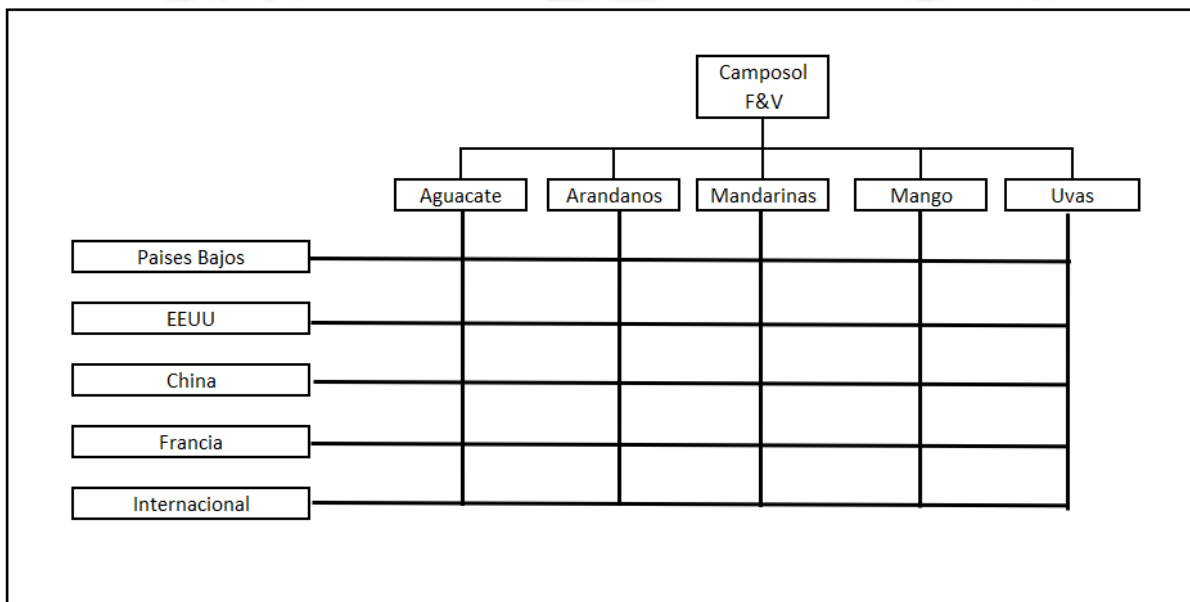 Camposol
F&V
Aguacate
Arandanos
Mandarinas
Mango
Uvas
Paises Bajos
EEUU
China
Francia
Internacional